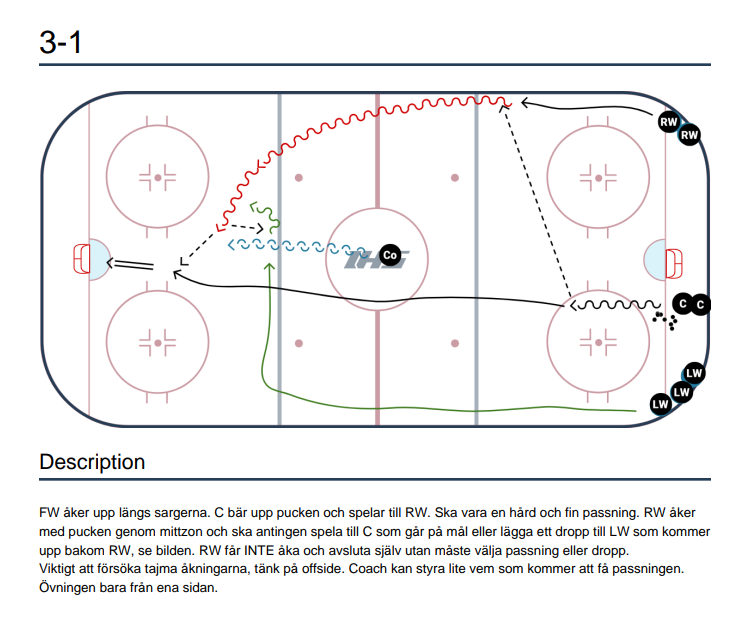 3-1
RW
RW
Co
IHS
C C
LW
LW
LW
Description
FW åker upp längs sargerna. C bär upp pucken och spelar till RW. Ska vara en hård och fin passning. RW åker
med pucken genom mittzon och ska antingen spela till C som går på mål eller lägga ett dropp till LW som kommer
upp bakom RW, se bilden. RW får INTE åka och avsluta själv utan måste välja passning eller dropp.
Viktigt att försöka tajma åkningarna, tänk på offside. Coach kan styra lite vem som kommer att få passningen.
Övningen bara från ena sidan.